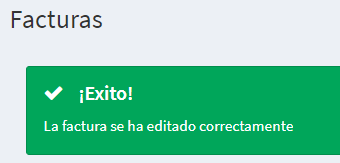 Facturas
¡Exito!
La factura se ha editado correctamente